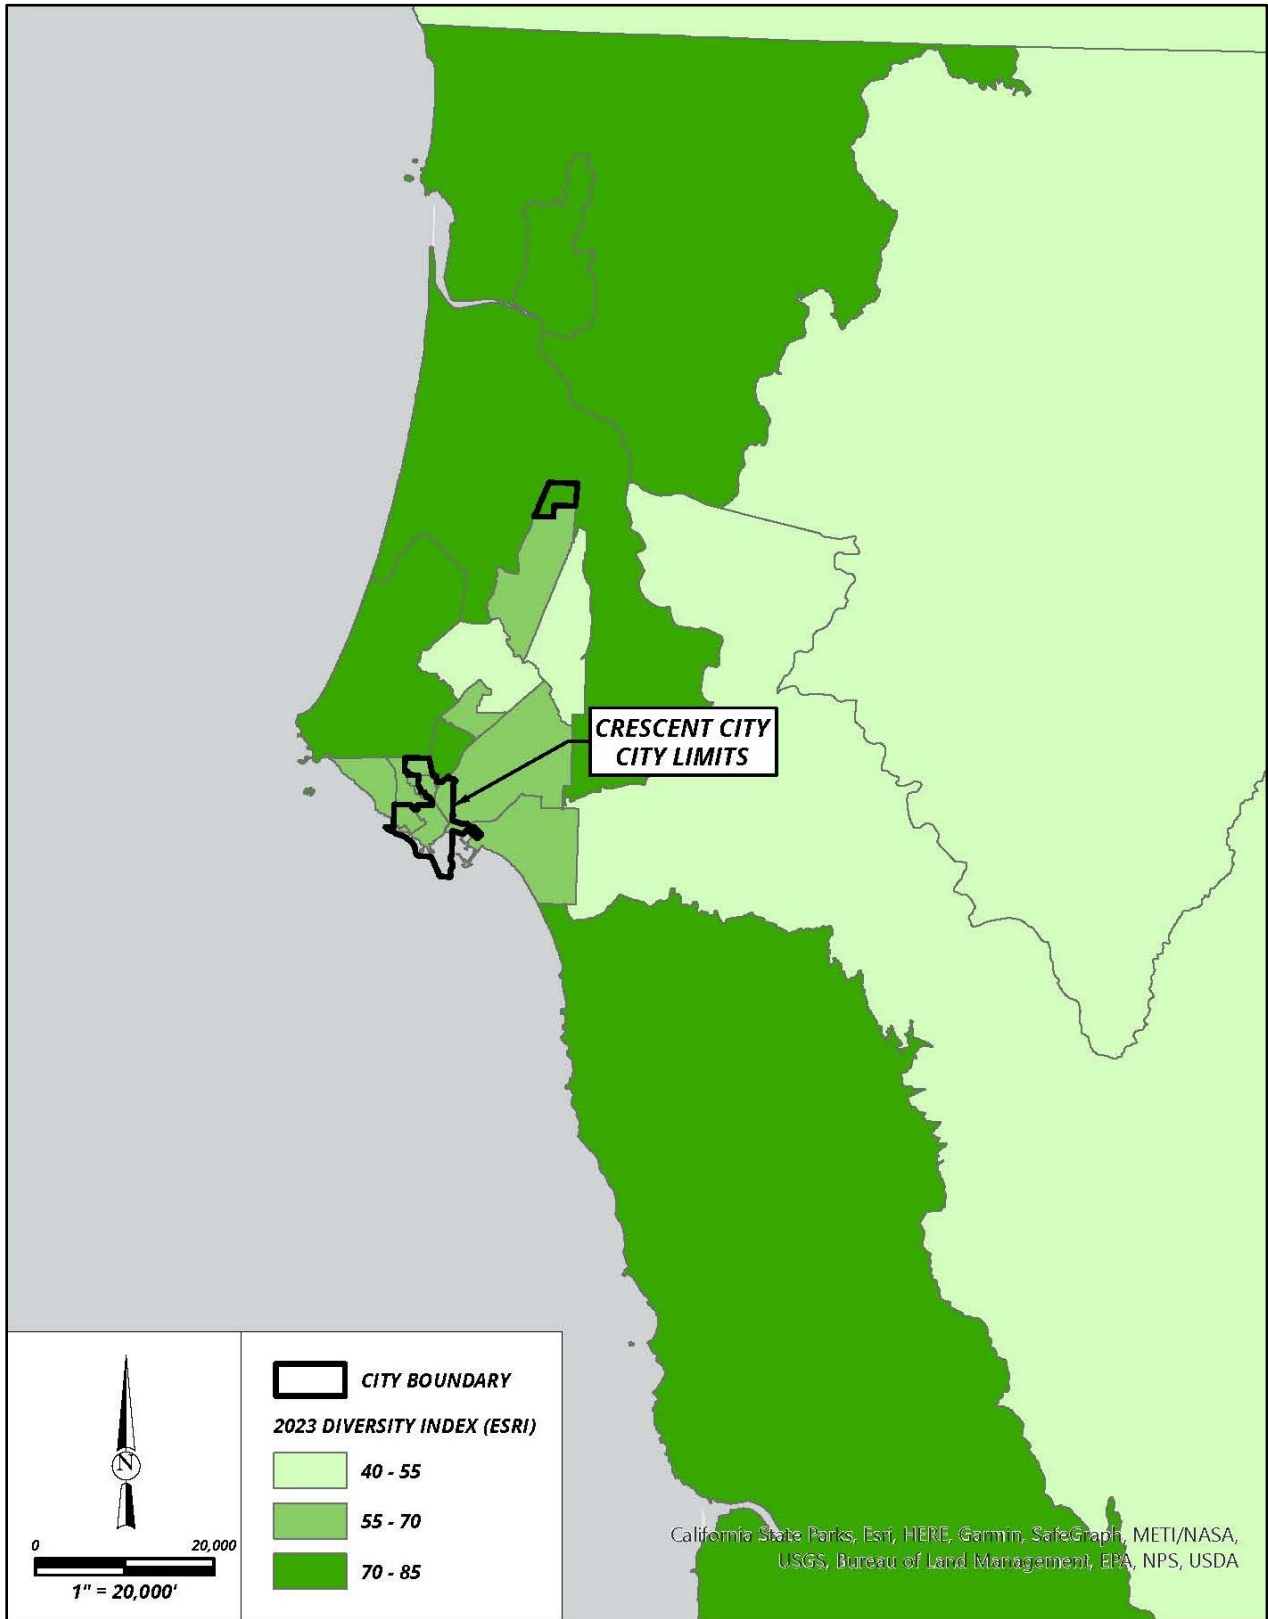 CRESCENT CITY
CITY LIMITS
CITY BOUNDARY
2023 DIVERSITY INDEX (ESRI)
40 - 55
55 - 70
70 - 85
N
0 20,000
1" = 20,000'
California State Parks, Esri, HERE, Garmin, SafeGraph, METI/NASA,
USGS, Bureau of Land Management, EPA, NPS, USDA